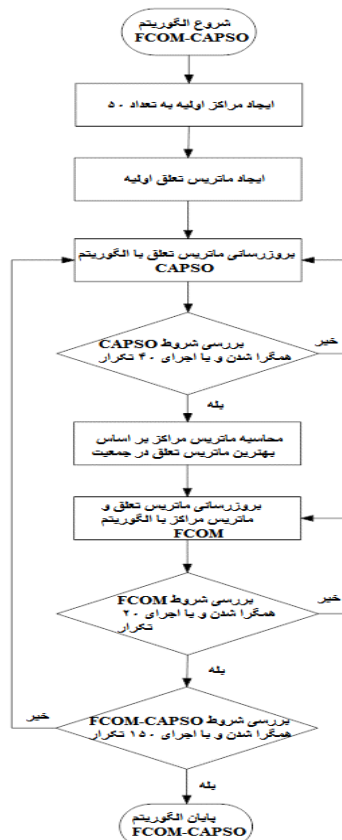 شروع الگوریتم
FCOM-CAPSO
ایجاد مراکز اولیه به تعداد ۵۰
ایجاد ماتریس تعلق اولیه
بروزرسانی ماتریس تعلق با الگوریتم
CAPSO
بررسی شروط CAPSO
همگرا شدن و یا اجرای ۴۰ تکرار
خیر
بله
محاسبه ماتریس مراکز بر اساس
بهترین ماتریس تعلق در جمعیت
بروزرسانی ماتریس تعلق و
ماتریس مراکز با الگوریتم
FCOM
بررسی شروط FCOM
همگرا شدن و یا اجرای ۲۰
تکرار
خیر
بله
بررسی شروط FCOM-CAPSO
همگرا شدن و یا اجرای ۱۵۰ تکرار
خیر
بله
پایان الگوریتم
FCOM-CAPSO